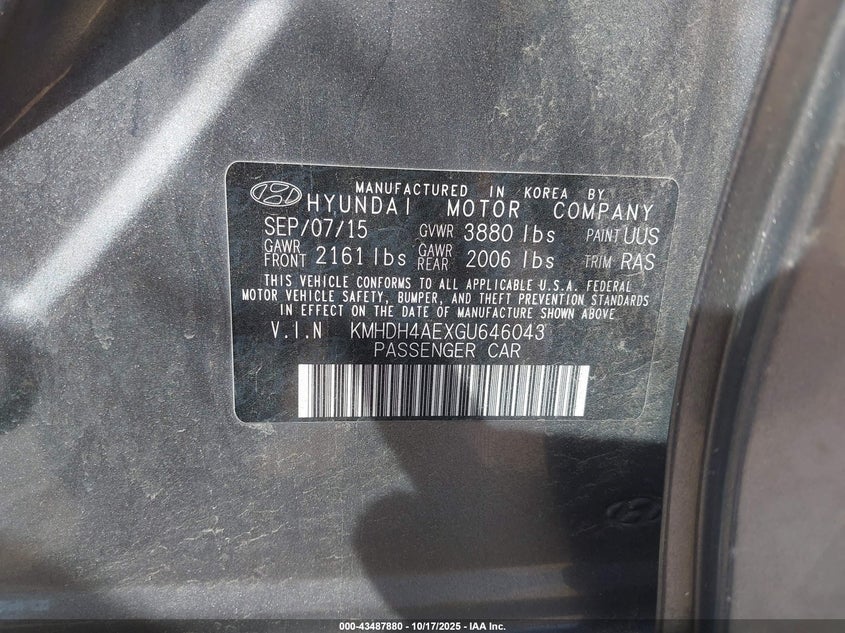 MANUFACTURED IN KOREA BY
HYUNDAI MOTOR COMPANY
SEP/07/15 GVWR 3880 lbs PAINT UUS
GAWR FRONT 2161 lbs GAWR REAR 2006 lbs TRIM RAS
THIS VEHICLE CONFORMS TO ALL APPLICABLE U.S.A. FEDERAL
MOTOR VEHICLE SAFETY, BUMPER, AND THEFT PREVENTION STANDARDS
IN EFFECT ON THE DATE OF MANUFACTURE SHOWN ABOVE
V.I.N KMHDH4AEXGU646043
PASSENGER CAR
000-43487880 - 10/17/2025 - IAA Inc.